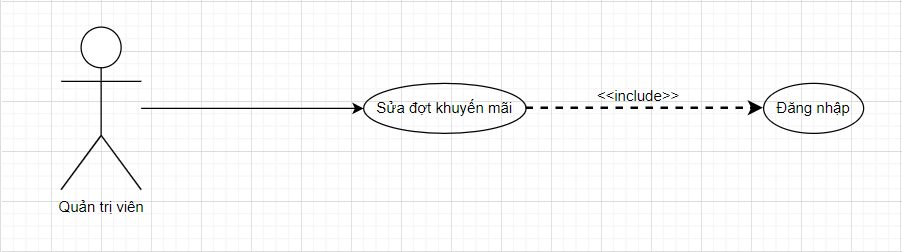 <<include>>
Sửa đợt khuyến mãi
Đăng nhập
Quản trị viên